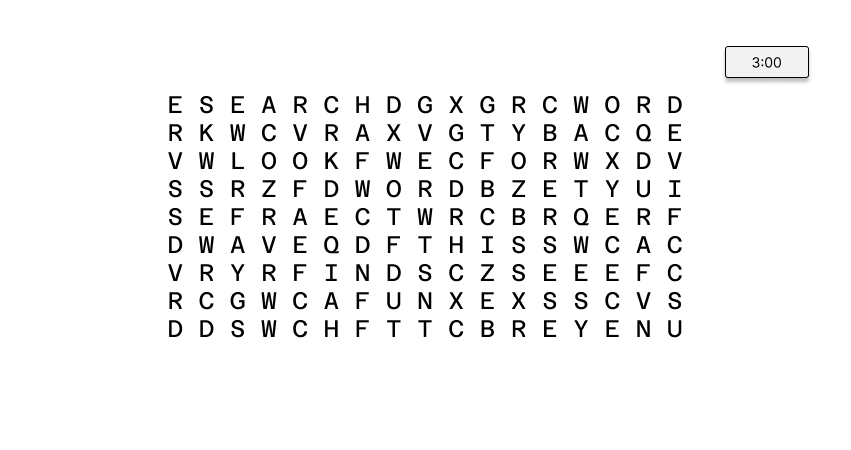 3:00
E S E A R C H D G X G R C W O R D
R K W C V R A X V G T Y B A C Q E
V W L O O K F W E C F O R W X D V
S S R Z F D W O R D B Z E T Y U I
S E F R A E C T W R C B R Q E R F
D W A V E Q D F T H I S S W C A C
V R Y R F I N D S C Z S E E E F C
R C G W C A F U N X E X S S C V S
D D S W C H F T T C B R E Y E N U